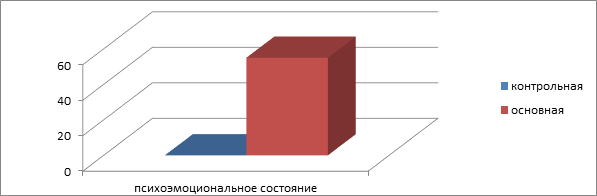 60
40
20
0
психоэмоциональное состояние
контрольная
основная